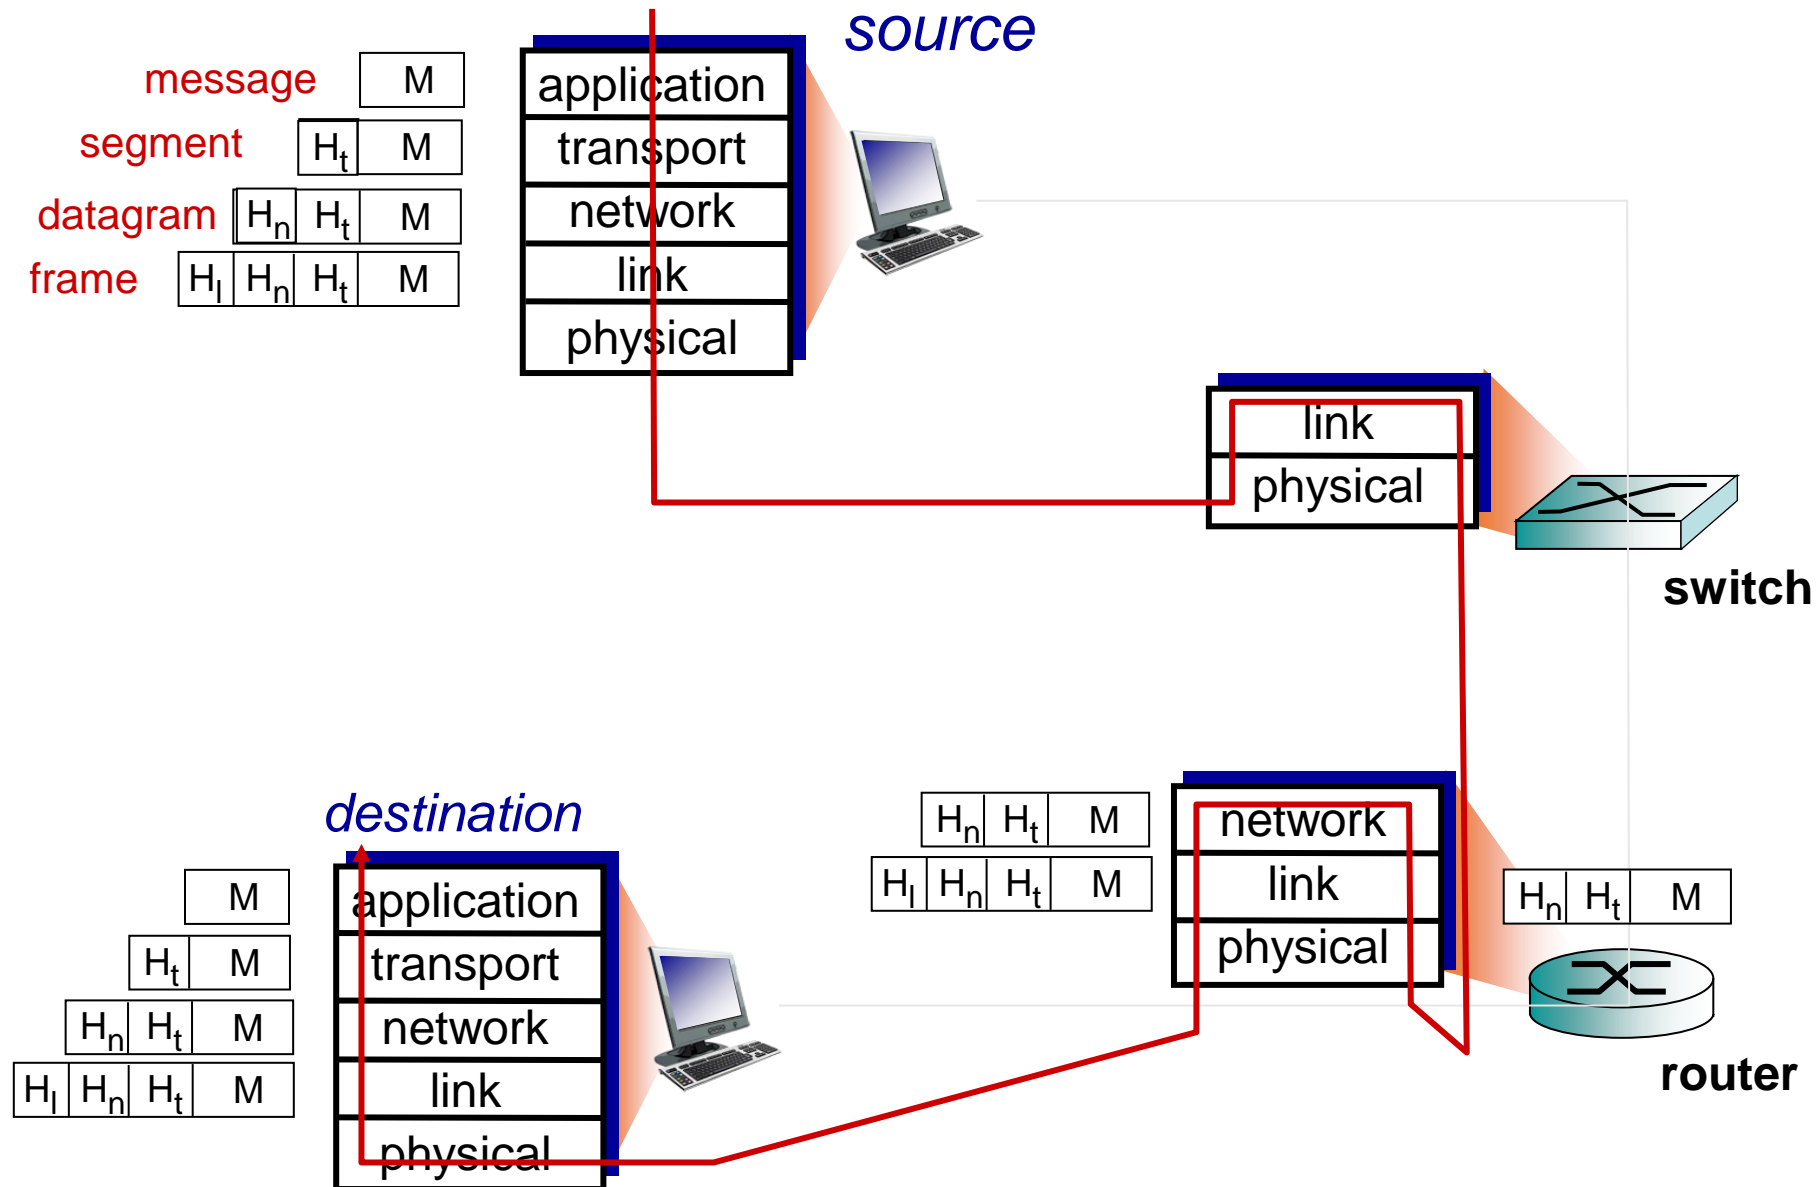 source
message M
application
segment Ht M
transport
datagram Hn Ht M
network
frame Hl Hn Ht M
link
physical
link
physical
switch
destination
Hn Ht M
network
Hl Hn Ht M
link
Hn Ht M
physical
router
M
application
Ht M
transport
Hn Ht M
network
Hl Hn Ht M
link
physical